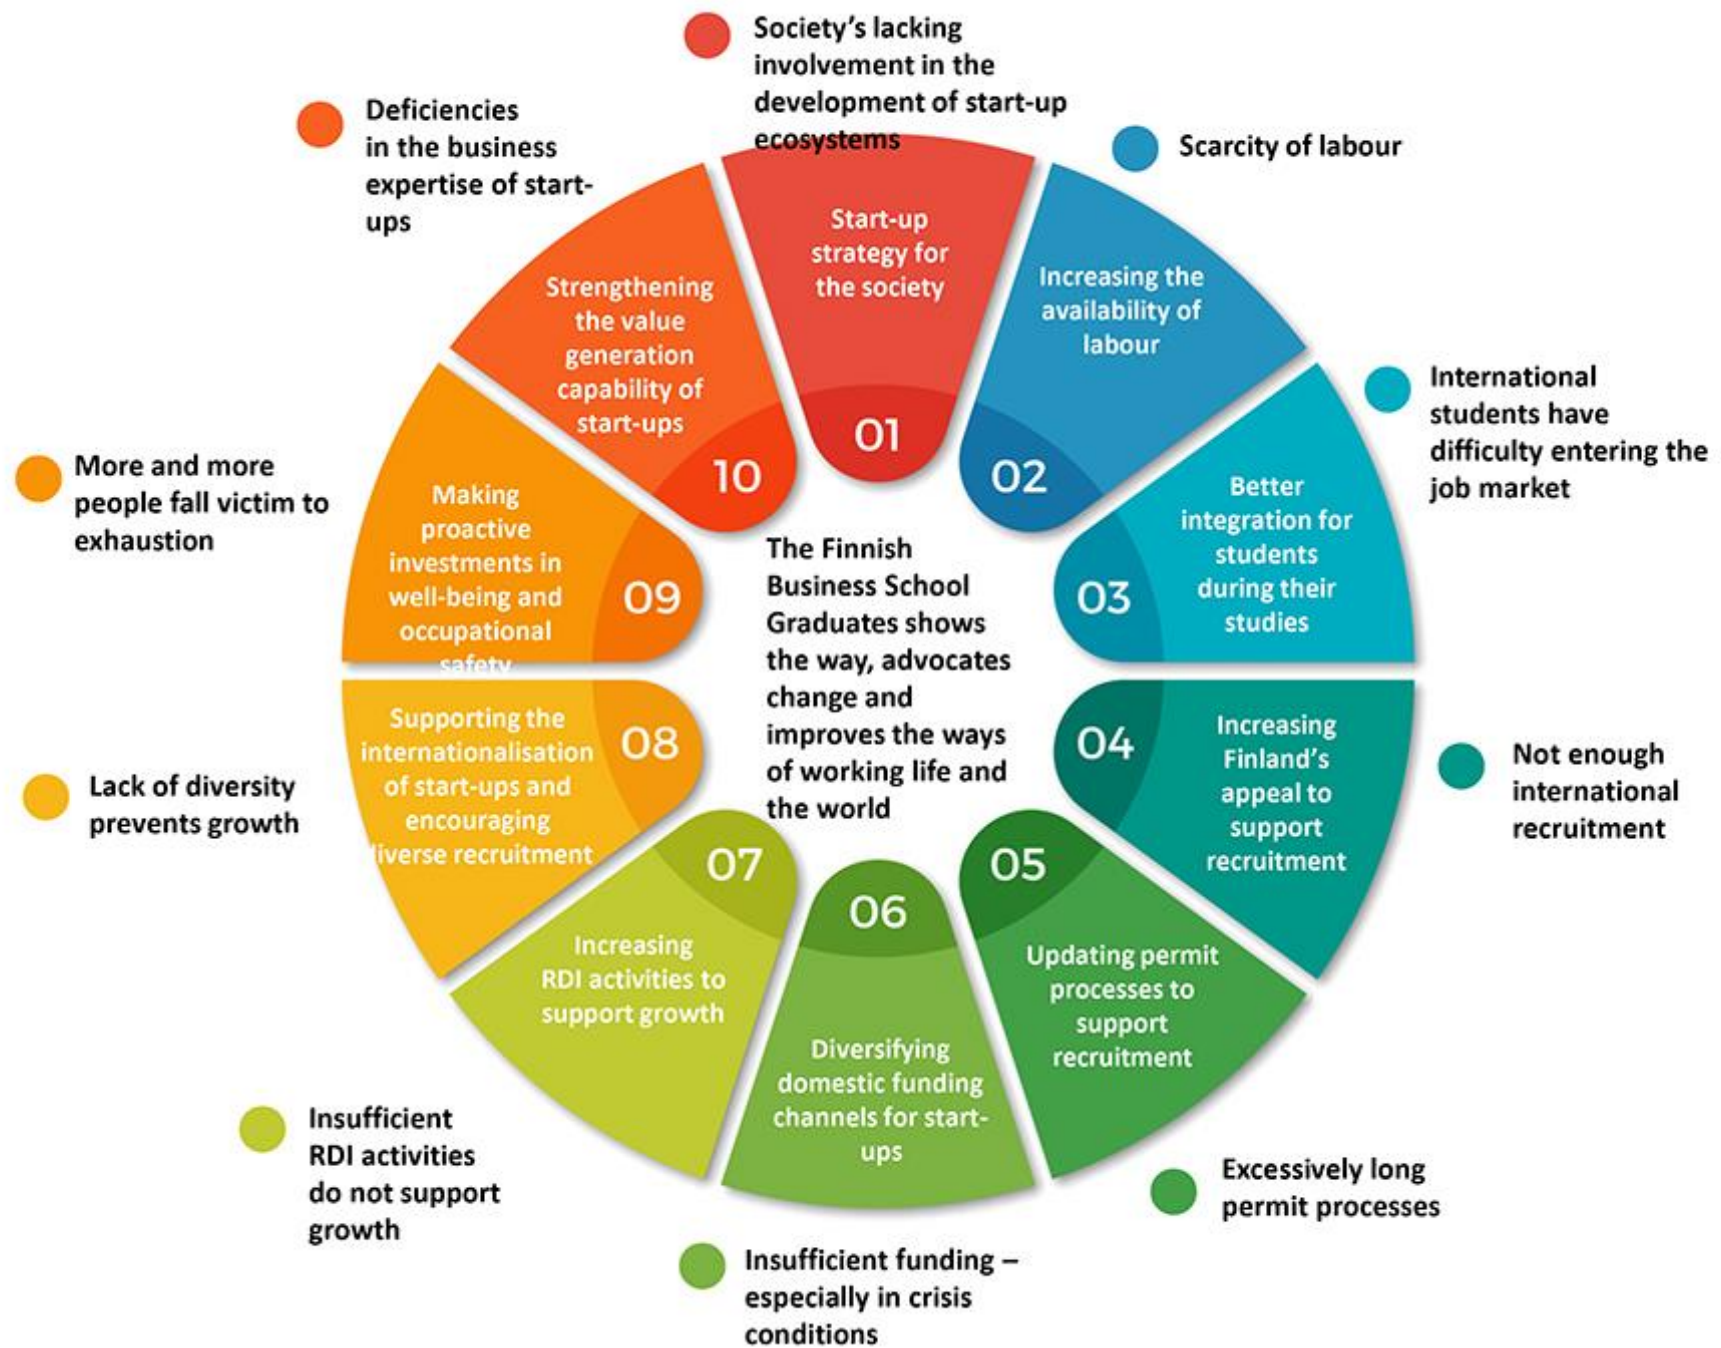 Society's lacking
involvement in the
development of start-up
ecosystems
Start-up
strategy for
the society
01
Scarcity of labour
Increasing the
availability of
labour
02
International
students have
difficulty entering the
job market
Better
integration for
students
during their
studies
03
Not enough
international
recruitment
Increasing
Finland's
appeal to
support
recruitment
04
Excessively long
permit processes
Updating permit
processes to
support
recruitment
05
Insufficient funding –
especially in crisis
conditions
Diversifying
domestic funding
channels for start-
ups
06
Insufficient
RDI activities
do not support
growth
Increasing
RDI activities to
support growth
07
Lack of diversity
prevents growth
Supporting the
internationalisation
of start-ups and
encouraging
diverse recruitment
08
More and more
people fall victim to
exhaustion
Making
proactive
investments in
well-being and
occupational
safety
09
Deficiencies
in the business
expertise of start-
ups
Strengthening
the value
generation
capability of
start-ups
10
The Finnish
Business School
Graduates shows
the way, advocates
change and
improves the ways
of working life and
the world